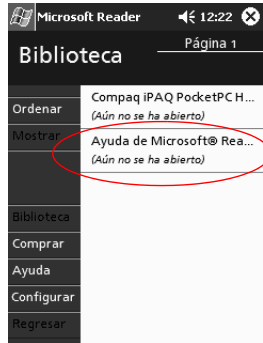 Microsoft Reader 12:22
Biblioteca
Página 1
Ordenar
Mostrar
Biblioteca
Comprar
Ayuda
Configurar
Regresar
Compaq iPAQ PocketPC H...
(Aún no se ha abierto)
Ayuda de Microsoft® Rea...
(Aún no se ha abierto)